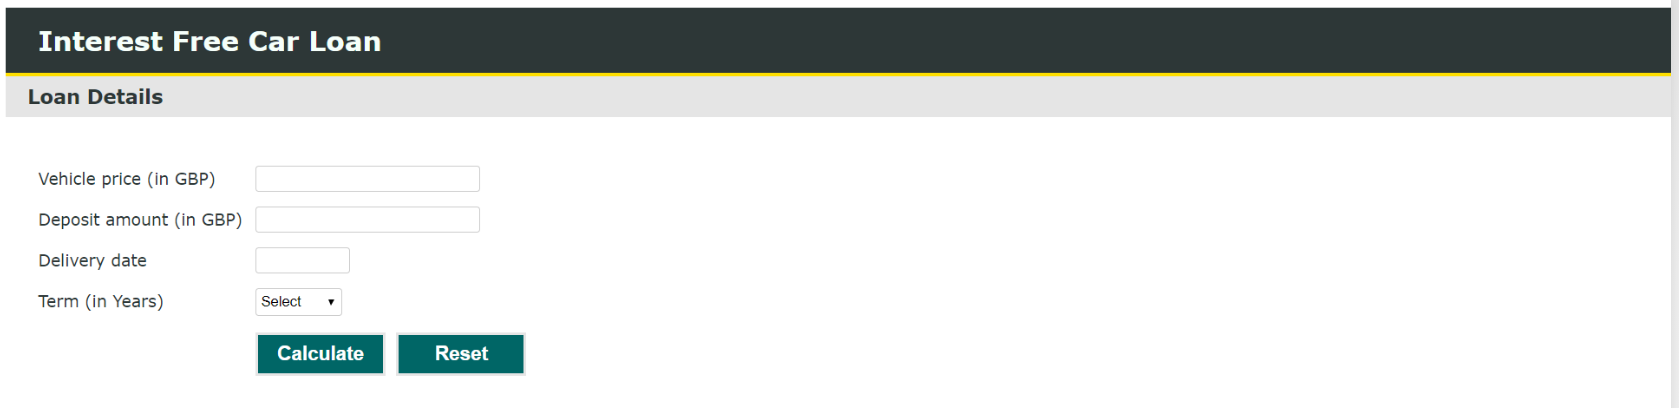 Interest Free Car Loan
Loan Details
Vehicle price (in GBP)
Deposit amount (in GBP)
Delivery date
Term (in Years) Select
Calculate Reset